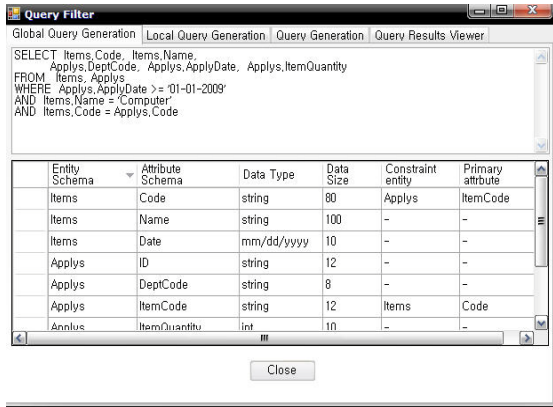 Query Filter
Global Query Generation Local Query Generation Query Generation Query Results Viewer
SELECT Items,Code, Items,Name,
Applys,DeptCode, Applys,ApplyDate, Applys,ItemQuantity
FROM Items, Applys
WHERE Applys,ApplyDate >= '01-01-2009'
AND Items,Name = 'Computer'
AND Items,Code = Applys,Code
Entity Schema Attribute Schema Data Type Data Size Constraint entity Primary attrbute
Items Code string 80 Applys ItemCode
Items Name string 100 - -
Items Date mm/dd/yyyy 10 - -
Applys ID string 12 - -
Applys DeptCode string 8 - -
Applys ItemCode string 12 Items Code
Applys ItemQuantity int 10 - -
Close